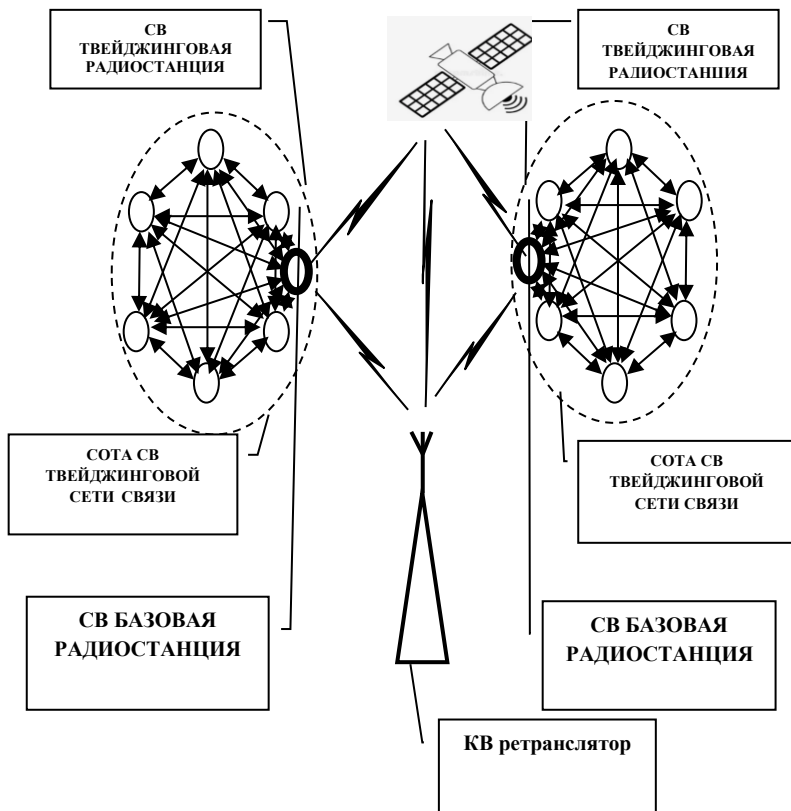 СВ
ТВЕЙДЖИНГОВАЯ
РАДИОСТАНЦИЯ
СВ
ТВЕЙДЖИНГОВАЯ
РАДИОСТАНЦИЯ
СОТА СВ
ТВЕЙДЖИНГОВОЙ
СЕТИ СВЯЗИ
СОТА СВ
ТВЕЙДЖИНГОВОЙ
СЕТИ СВЯЗИ
СВ БАЗОВАЯ
РАДИОСТАНЦИЯ
СВ БАЗОВАЯ
РАДИОСТАНЦИЯ
КВ ретранслятор